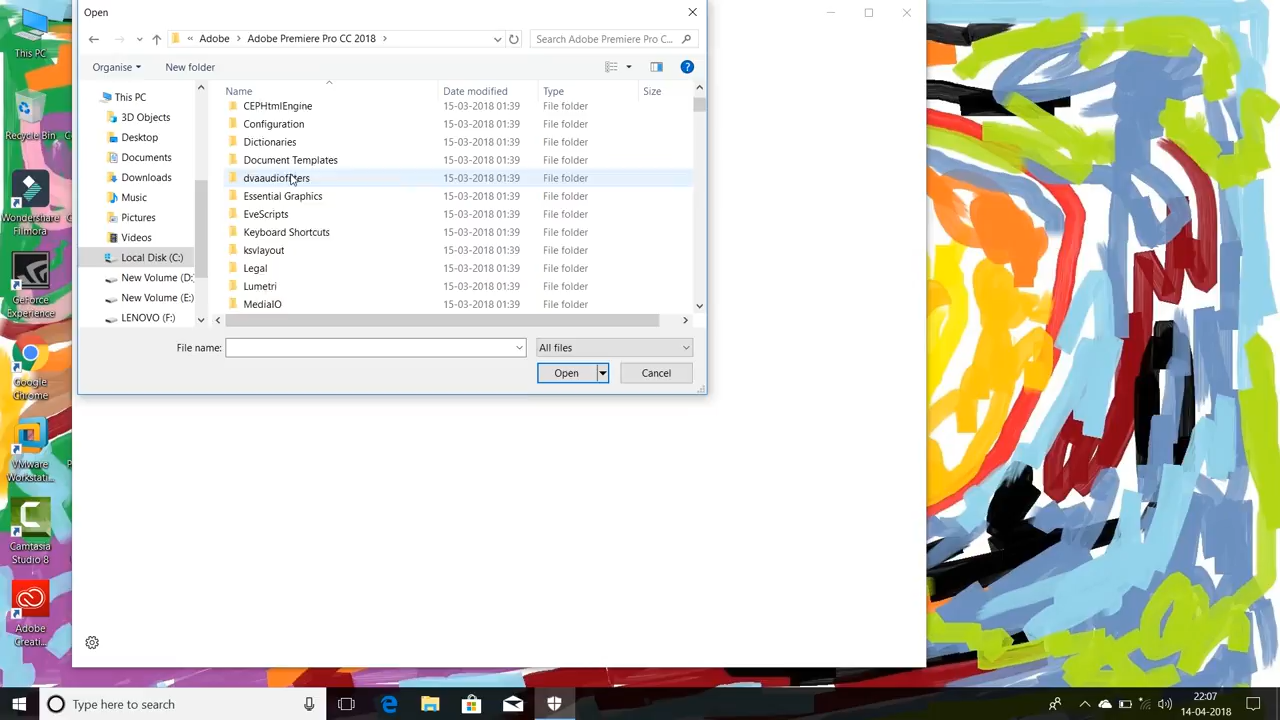 Open
This PC
« Adobe > Adobe Premiere Pro CC 2018 >
Search Adobe Premiere Pro C...
Organise
New folder
Name
Date modified
Type
Size
This PC
3D Objects
Desktop
Documents
Downloads
Music
Pictures
Videos
Local Disk (C:)
New Volume (D:
New Volume (E:)
LENOVO (F:)
CEPHtmlEngine 15-03-2018 01:39 File folder
15-03-2018 01:39 File folder
Dictionaries 15-03-2018 01:39 File folder
Document Templates 15-03-2018 01:39 File folder
dvaaudiofilters 15-03-2018 01:39 File folder
Essential Graphics 15-03-2018 01:39 File folder
EveScripts 15-03-2018 01:39 File folder
Keyboard Shortcuts 15-03-2018 01:39 File folder
ksvlayout 15-03-2018 01:39 File folder
Legal 15-03-2018 01:39 File folder
Lumetri 15-03-2018 01:39 File folder
MediaIO 15-03-2018 01:39 File folder
File name:
All files
Open
Cancel
Recycle Bin
Wondershare
Filmora
GeForce
Experience
Google
Chrome
VMware
Workstati...
Camtasia
Studio 8
Adobe
Creati...
Type here to search
22:07
14-04-2018